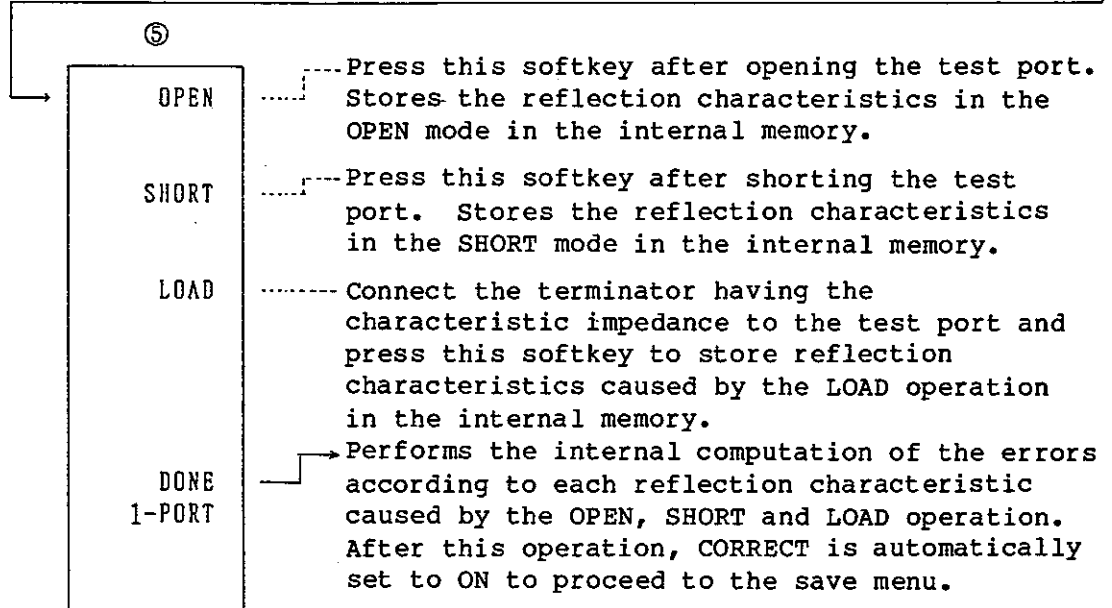 ⑤
OPEN
Press this softkey after opening the test port.
Stores the reflection characteristics in the
OPEN mode in the internal memory.
SHORT
Press this softkey after shorting the test
port. Stores the reflection characteristics
in the SHORT mode in the internal memory.
LOAD
Connect the terminator having the
characteristic impedance to the test port and
press this softkey to store reflection
characteristics caused by the LOAD operation
in the internal memory.
DONE
1-PORT
Performs the internal computation of the errors
according to each reflection characteristic
caused by the OPEN, SHORT and LOAD operation.
After this operation, CORRECT is automatically
set to ON to proceed to the save menu.